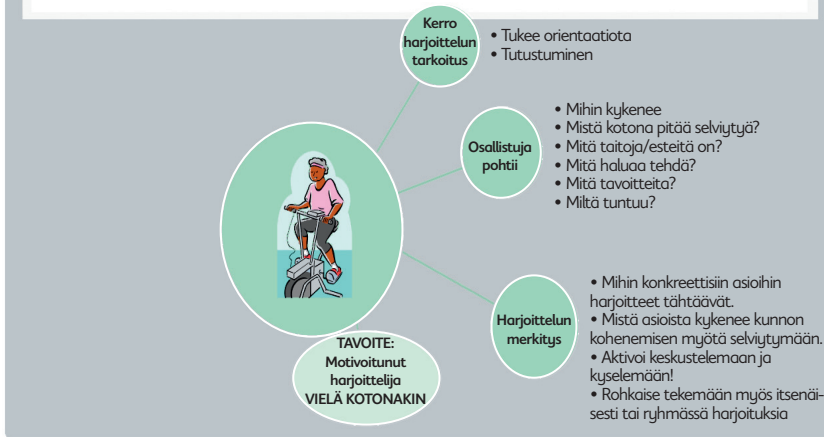 Kerro
harjoittelun
tarkoitus
• Tukee orientaatiota
• Tutustuminen
Osallistuja
pohtii
• Mihin kykenee
• Mistä kotona pitää selviytyä?
• Mitä taitoja/esteitä on?
• Mitä haluaa tehdä?
• Mitä tavoitteita?
• Miltä tuntuu?
Harjoittelun
merkitys
• Mihin konkreettisiin asioihin
harjoitteet tähtäävät.
• Mistä asioista kykenee kunnon
kohenemisen myötä selviytymään.
• Aktivoi keskustelemaan ja
kyselemään!
• Rohkaise tekemään myös itsenäi-
sesti tai ryhmässä harjoituksia
TAVOITE:
Motivoitunut
harjoittelija
VIELÄ KOTONAKIN